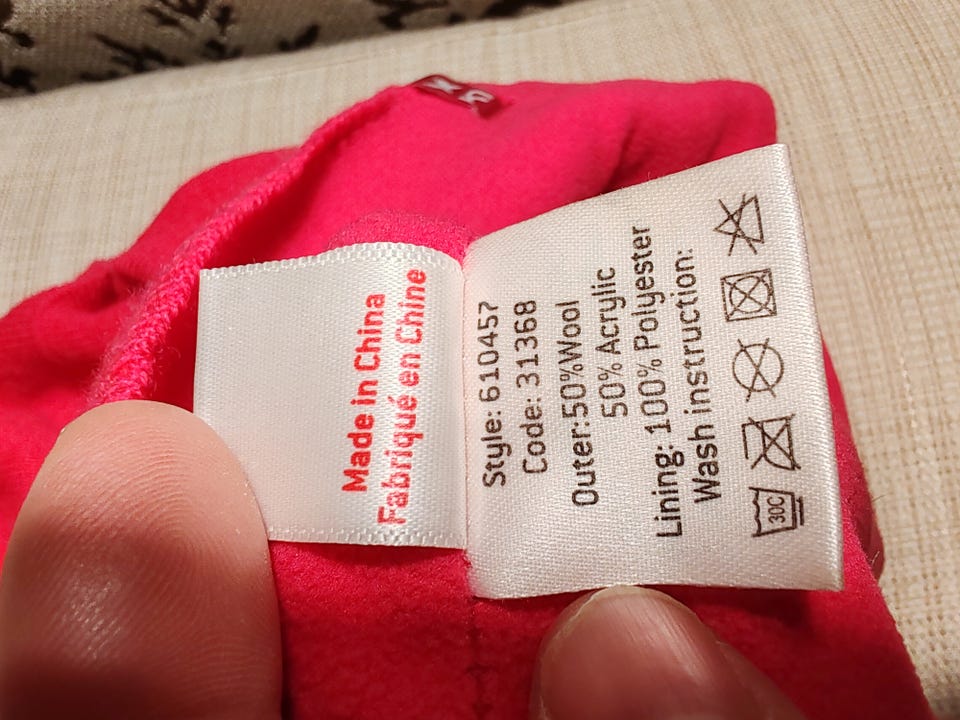 Made in China
Fabriqué en Chine
Style: 610457
Code: 31368
Outer:50%Wool
50% Acrylic
Lining: 100% Polyester
Wash instruction:
30C